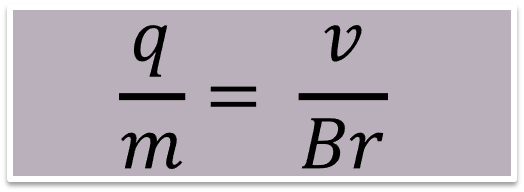 q/m = v/Br